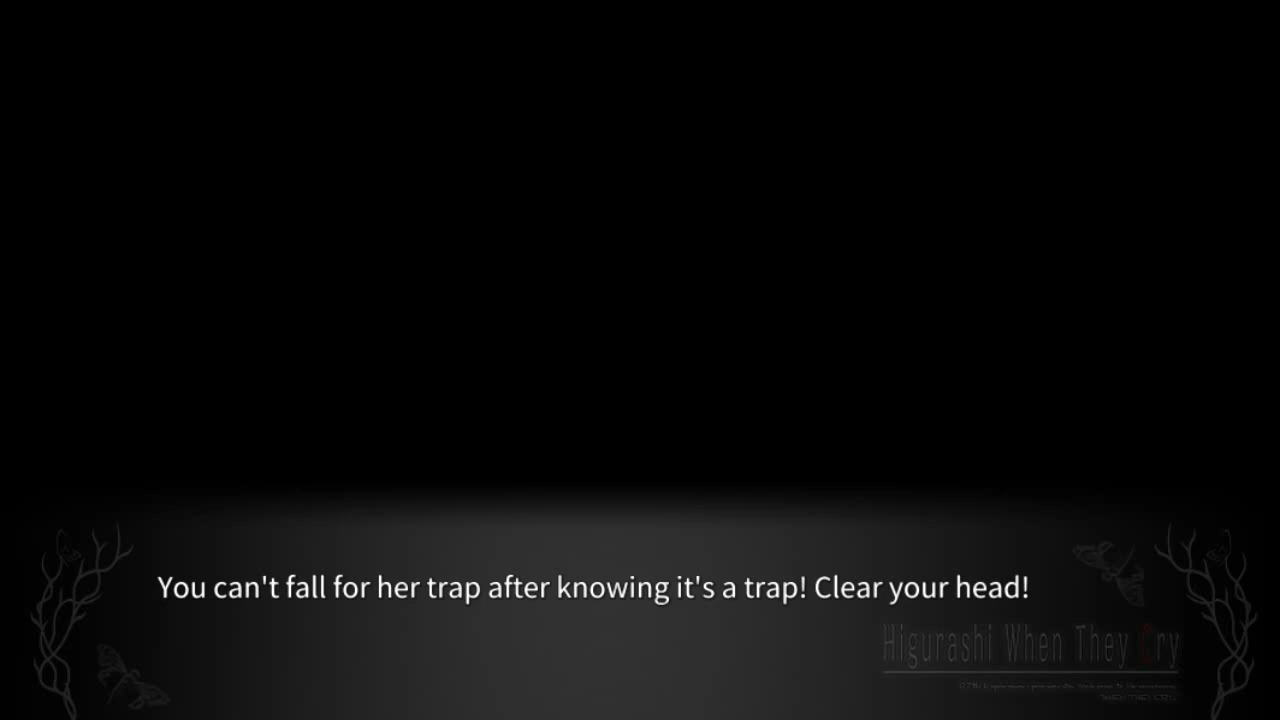 You can't fall for her trap after knowing it's a trap! Clear your head!
Higurashi When They Cry